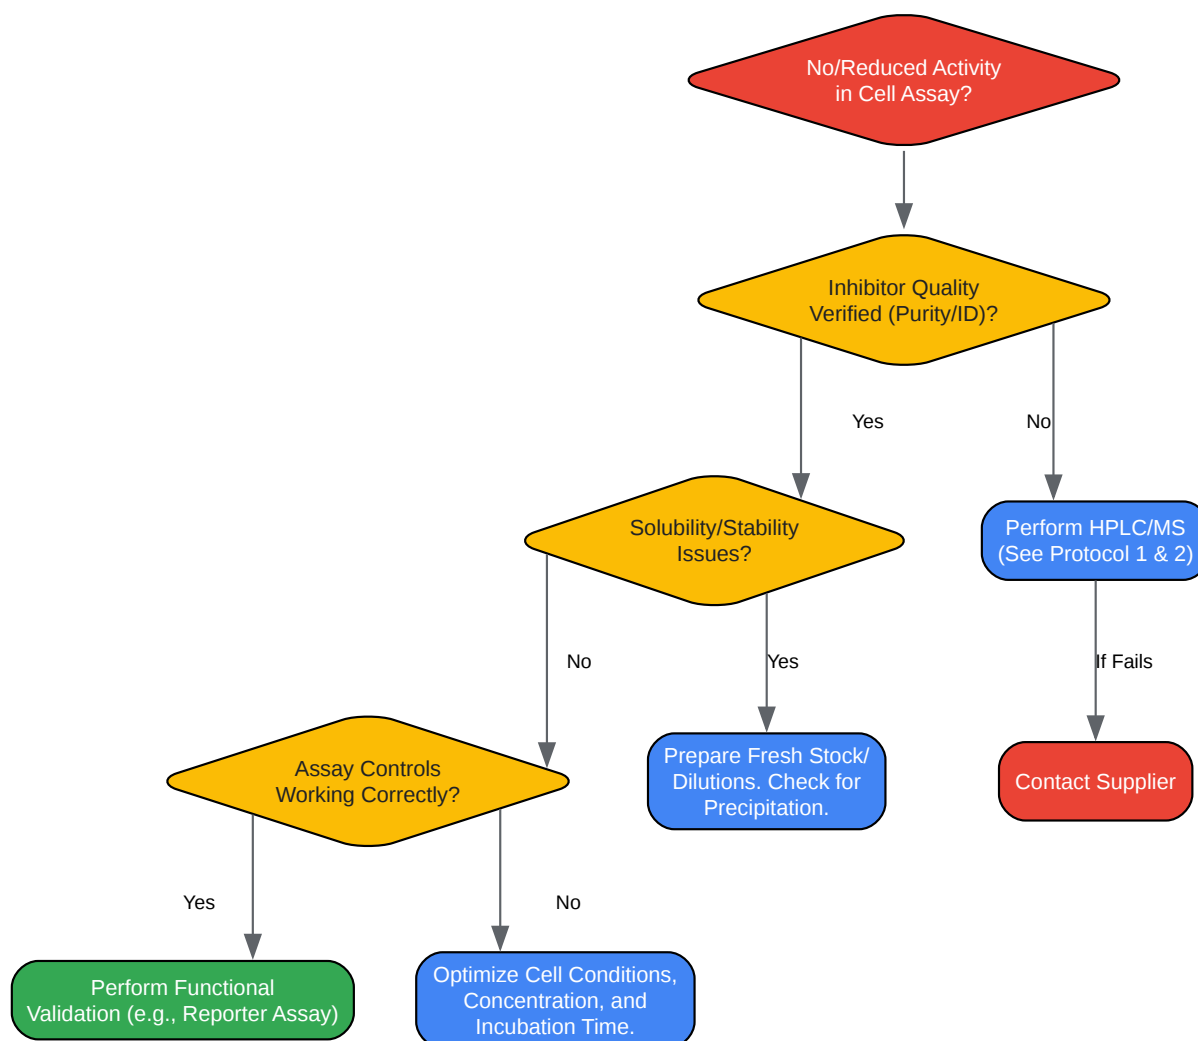 No/Reduced Activity
in Cell Assay?
Inhibitor Quality
Verified (Purity/ID)?
Yes
No
Solubility/Stability
Issues?
Perform HPLC/MS
(See Protocol 1 & 2)
No
Yes
If Fails
Assay Controls
Working Correctly?
Prepare Fresh Stock/
Dilutions. Check for
Precipitation.
Contact Supplier
Yes
No
Perform Functional
Validation (e.g., Reporter Assay)
Optimize Cell Conditions,
Concentration, and
Incubation Time.